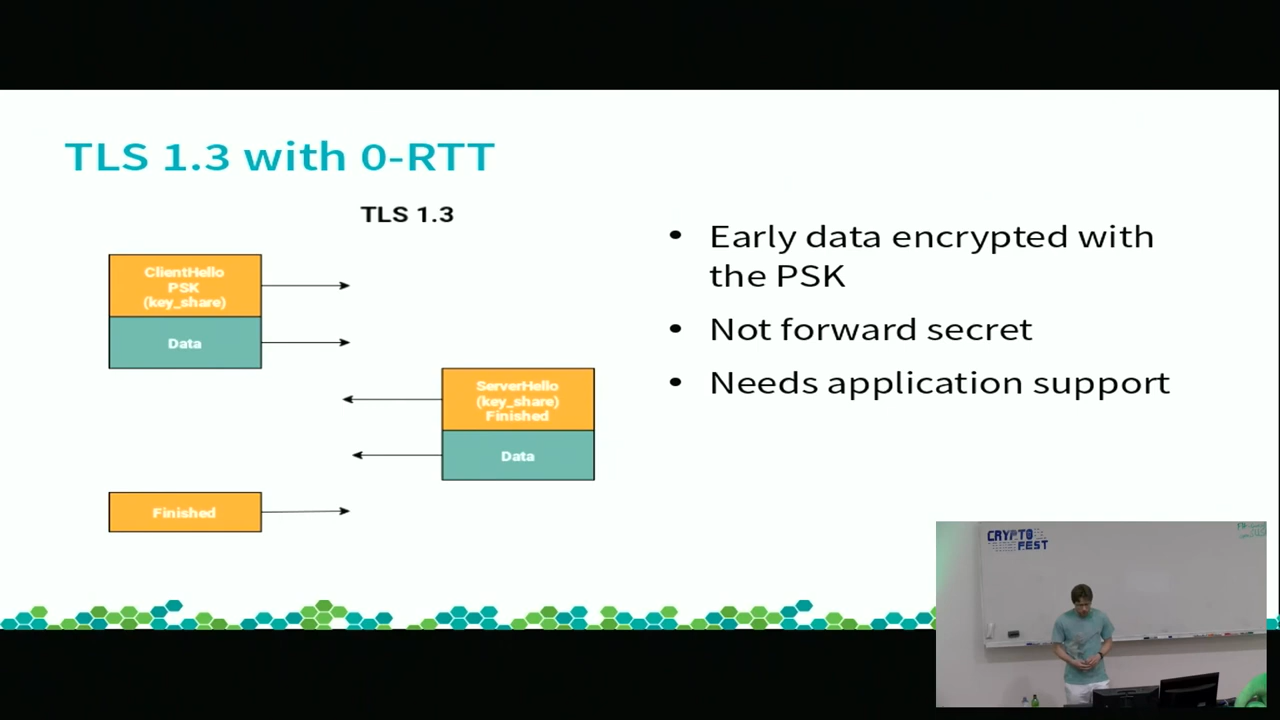 TLS 1.3 with 0-RTT
TLS 1.3
ClientHello
PSK
(key_share)
Data
ServerHello
(key_share)
Finished
Data
Finished
• Early data encrypted with
the PSK
• Not forward secret
• Needs application support
CRYPTO
FEST